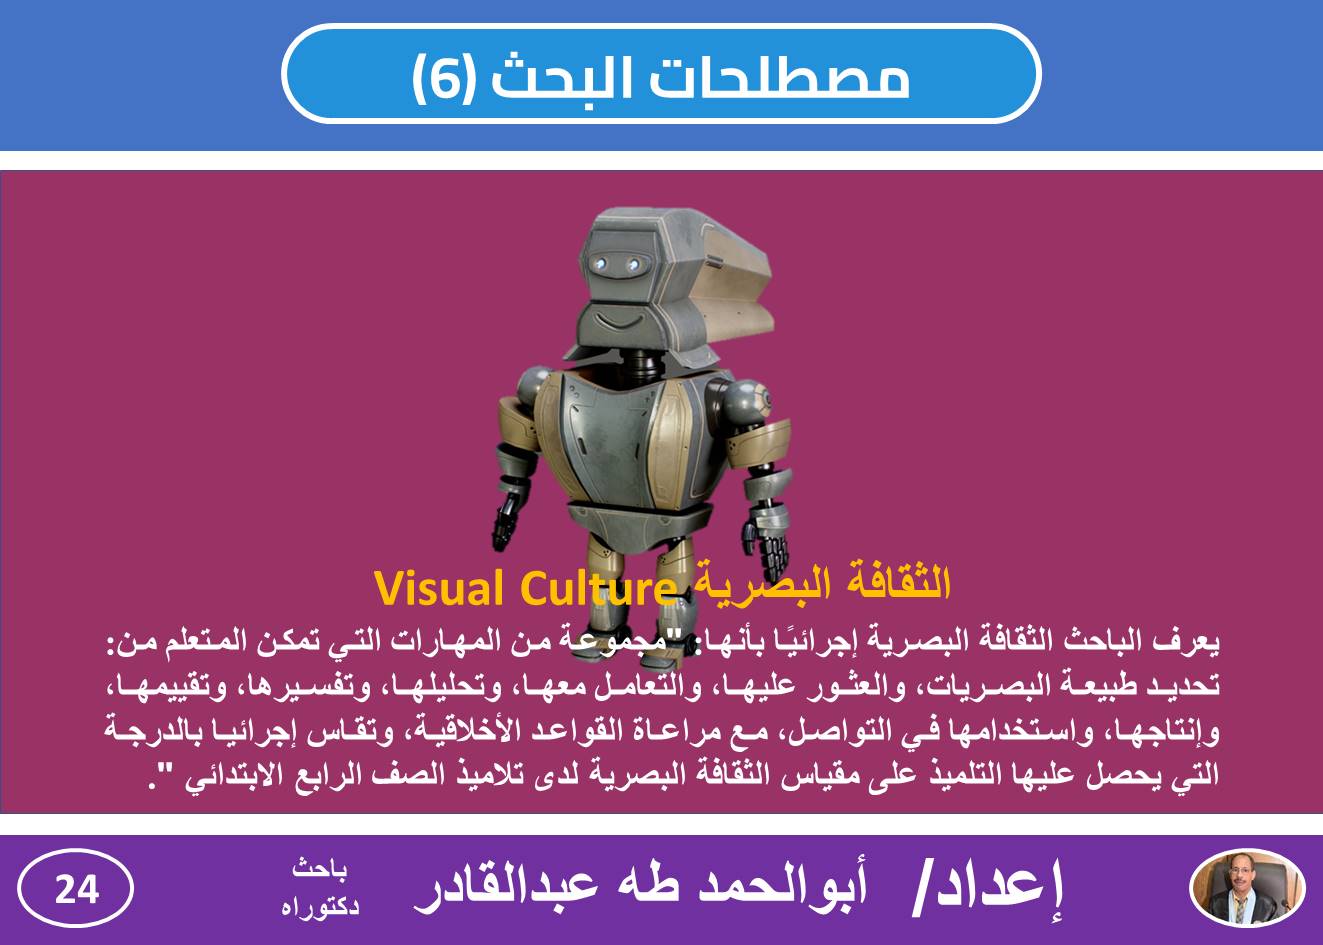 مصطلحات البحث (6)
الثقافة البصرية Visual Culture
يعرف الباحث الثقافة البصرية إجرائيًا بأنها: "مجموعة من المهارات التي تمكن المتعلم من:
تحديد طبيعة البصريات، والعثور عليها، والتعامل معها، وتحليلها، وتفسيرها، وتقييمها،
وإنتاجها، واستخدامها في التواصل، مع مراعاة القواعد الأخلاقية، وتقاس إجرائيا بالدرجة
التي يحصل عليها التلميذ على مقياس الثقافة البصرية لدى تلاميذ الصف الرابع الابتدائي ".
إعداد/ أبوالحمد طه عبدالقادر
باحث
دكتوراه
24